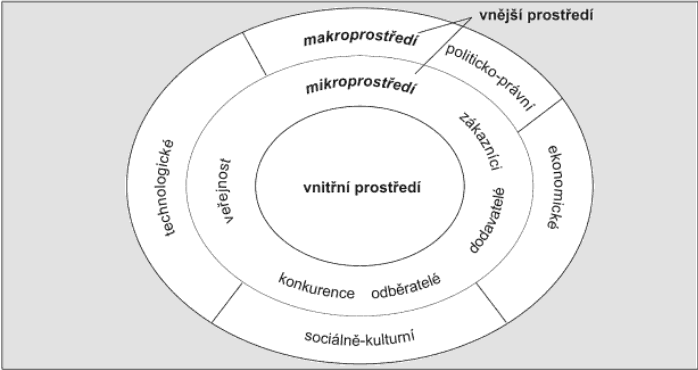 vnější prostředí
makroprostředí
politicko-právní
mikroprostředí
zákazníci
technologické
veřejnost
vnitřní prostředí
ekonomické
dodavatelé
konkurence
odběratelé
sociálně-kulturní